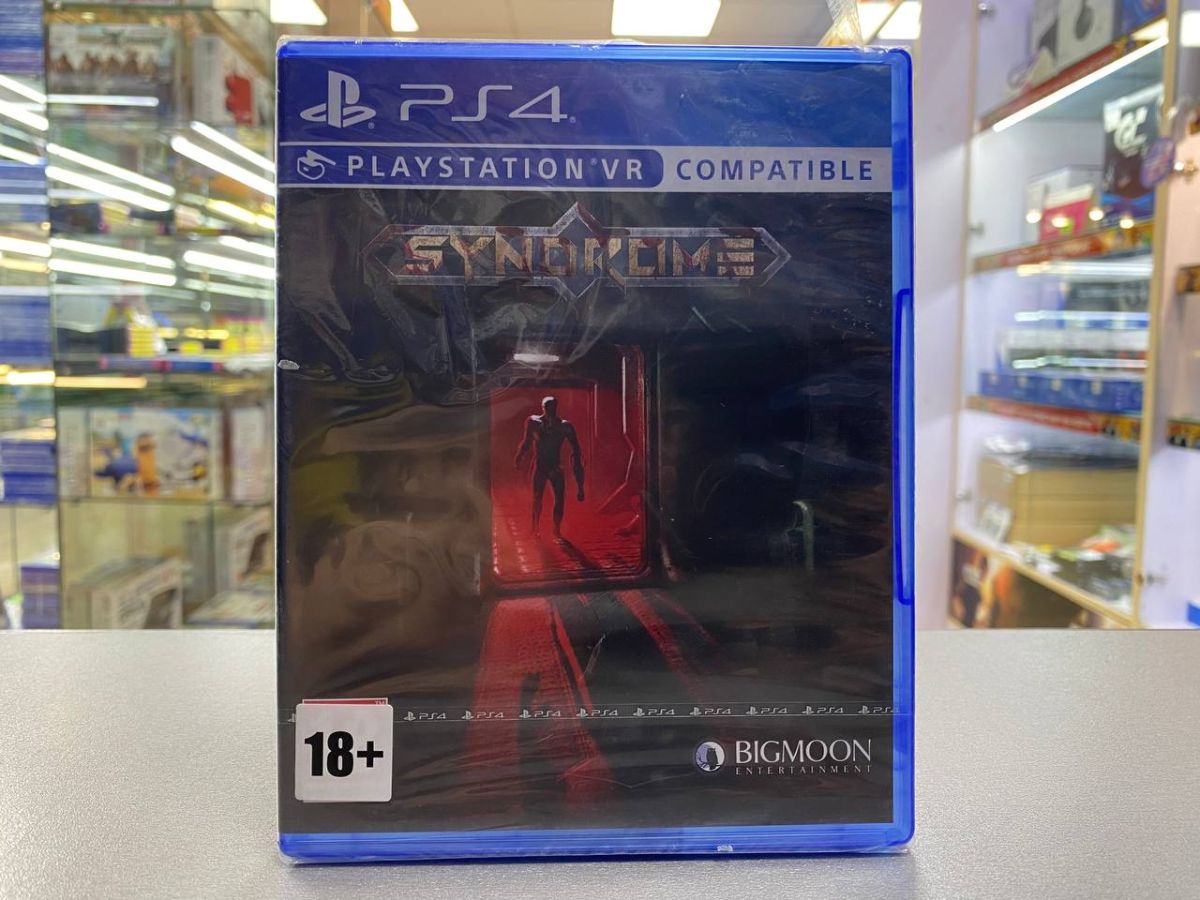 PS4
PLAYSTATION®VR COMPATIBLE
SYNDROME
PS4 PS4 PS4 PS4 PS4 PS4 PS4 PS4 PS4
18+
BIGMOON
ENTERTAINMENT